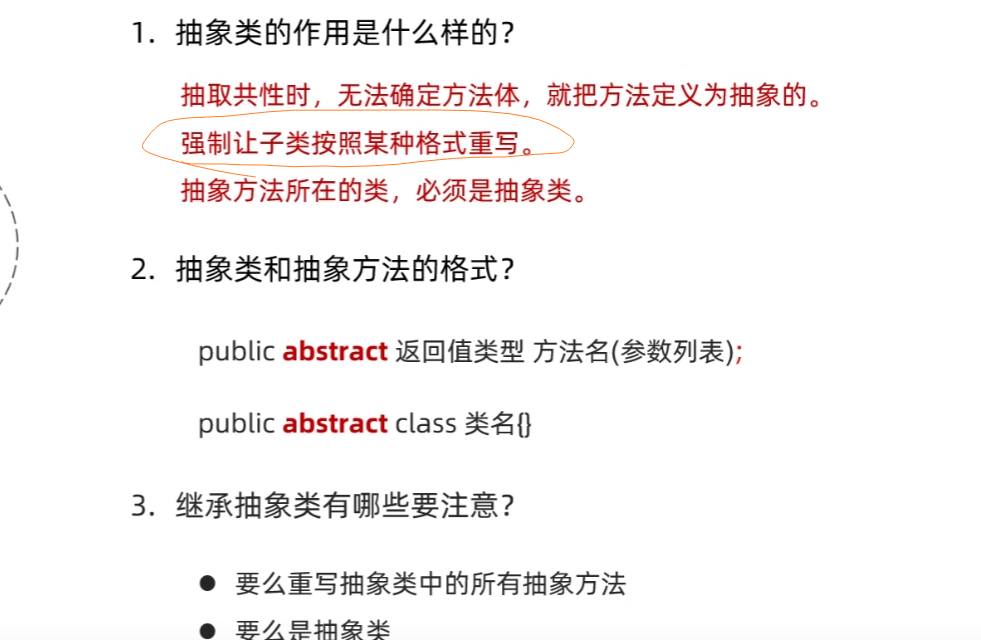 1. 抽象类的作用是什么样的？
抽取共性时，无法确定方法体，就把方法定义为抽象的。
强制让子类按照某种格式重写。
抽象方法所在的类，必须是抽象类。
2. 抽象类和抽象方法的格式？
public abstract 返回值类型 方法名(参数列表);
public abstract class 类名{}
3. 继承抽象类有哪些要注意？
● 要么重写抽象类中的所有抽象方法
● 要么是抽象类